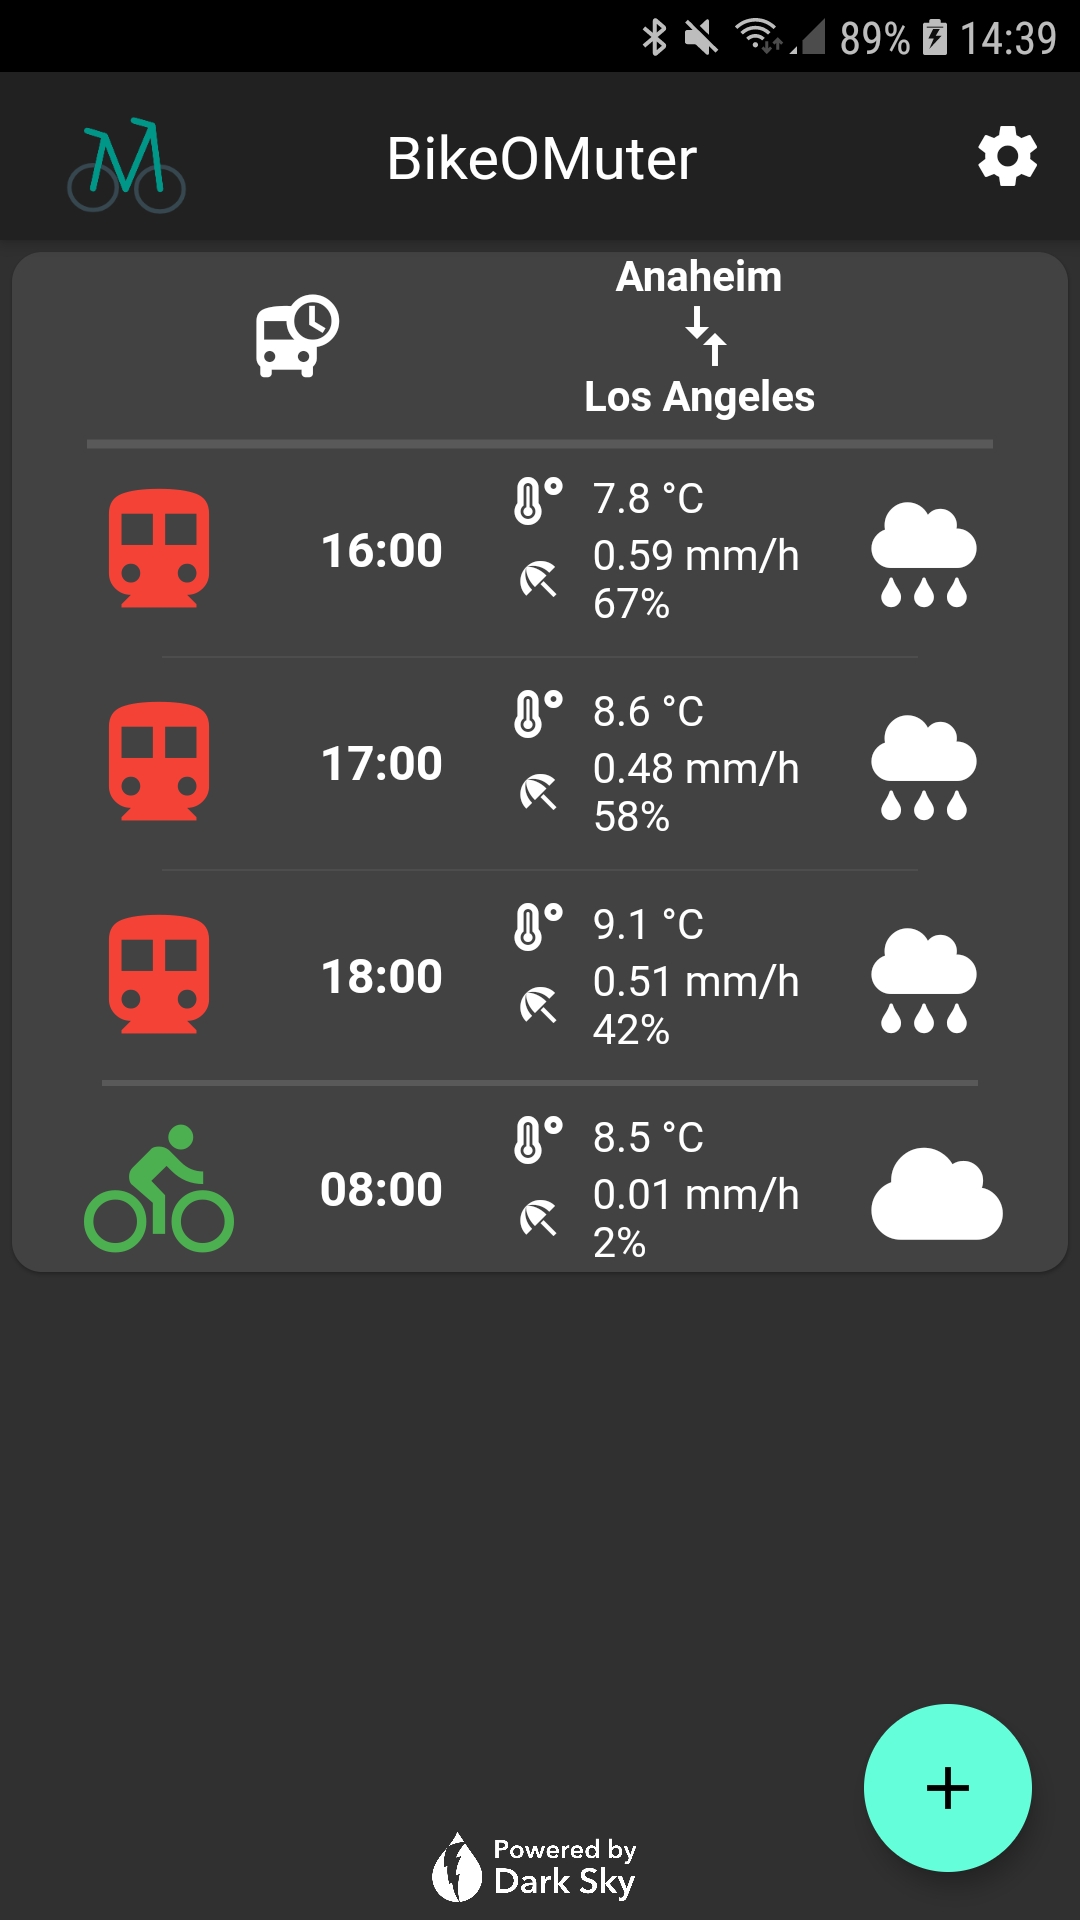 89% 14:39
BikeOMuter
Anaheim
Los Angeles
7.8 °C
16:00 0.59 mm/h
67%
8.6 °C
17:00 0.48 mm/h
58%
9.1 °C
18:00 0.51 mm/h
42%
8.5 °C
08:00 0.01 mm/h
2%
+
Powered by
Dark Sky